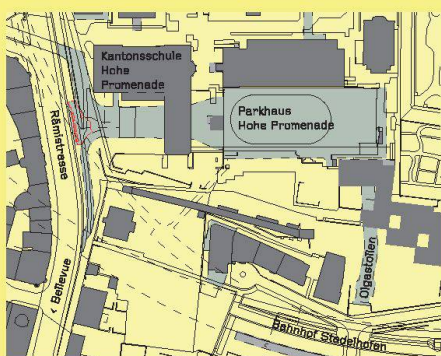 Kantonsschule
Hohe
Promenade
Parkhaus
Hohe Promenade
Rämistrasse
< Bellevue
Olgastollen
Bahnhof Stadelhofen